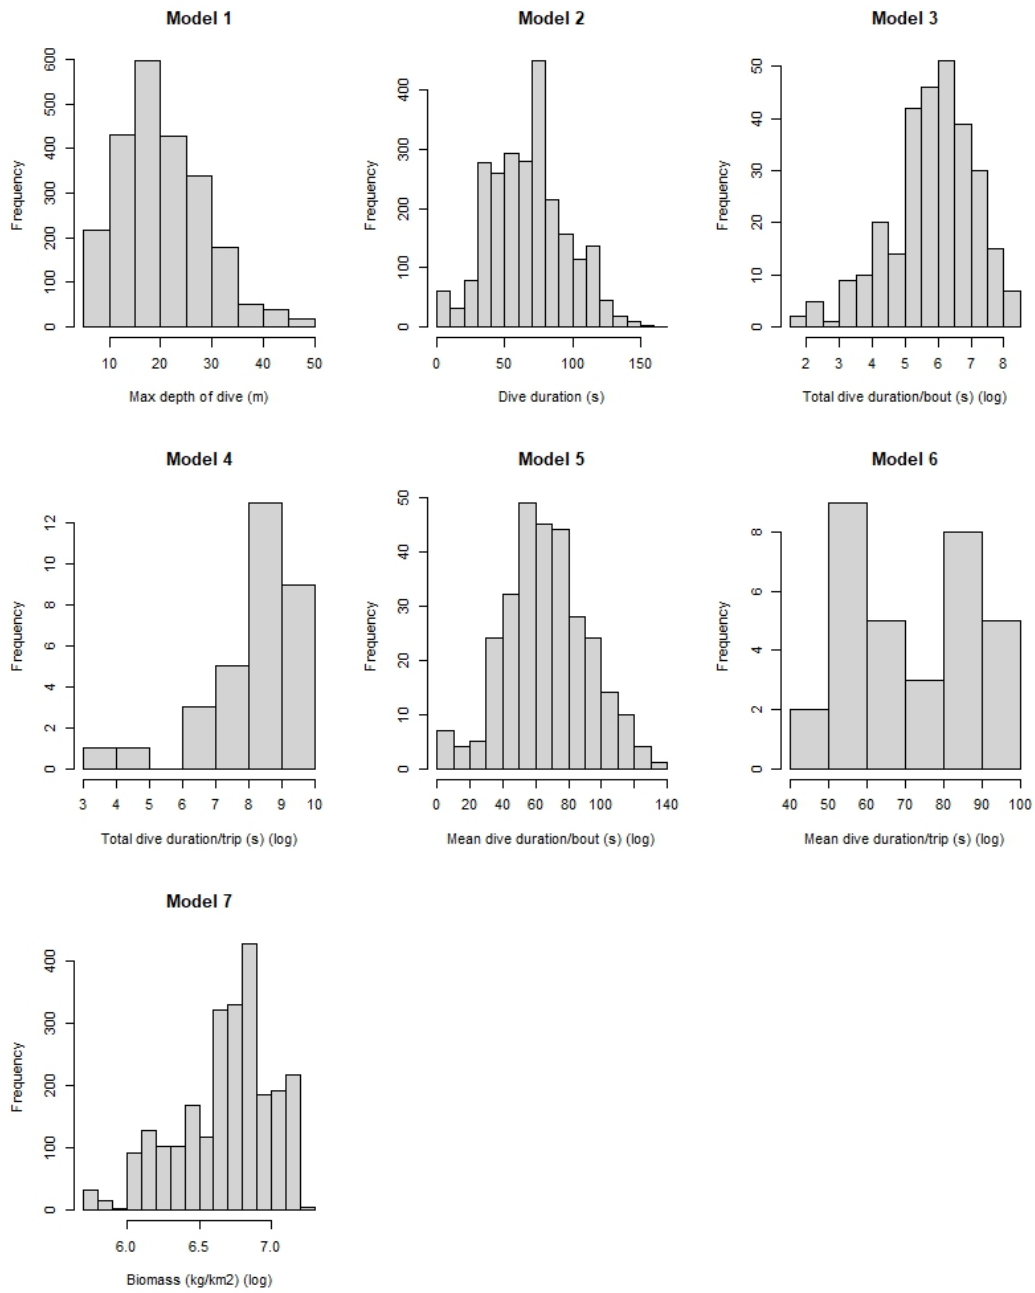 Model 1
Frequency
0 100 200 300 400 500 600
10 20 30 40 50
Max depth of dive (m)
Model 2
Frequency
0 100 200 300 400
0 50 100 150
Dive duration (s)
Model 3
Frequency
0 10 20 30 40 50
2 3 4 5 6 7 8
Total dive duration/bout (s) (log)
Model 4
Frequency
0 2 4 6 8 10 12
3 4 5 6 7 8 9 10
Total dive duration/trip (s) (log)
Model 5
Frequency
0 10 20 30 40 50
0 20 40 60 80 100 140
Mean dive duration/bout (s) (log)
Model 6
Frequency
0 2 4 6 8
40 50 60 70 80 90 100
Mean dive duration/trip (s) (log)
Model 7
Frequency
0 100 200 300 400
6.0 6.5 7.0
Biomass (kg/km2) (log)